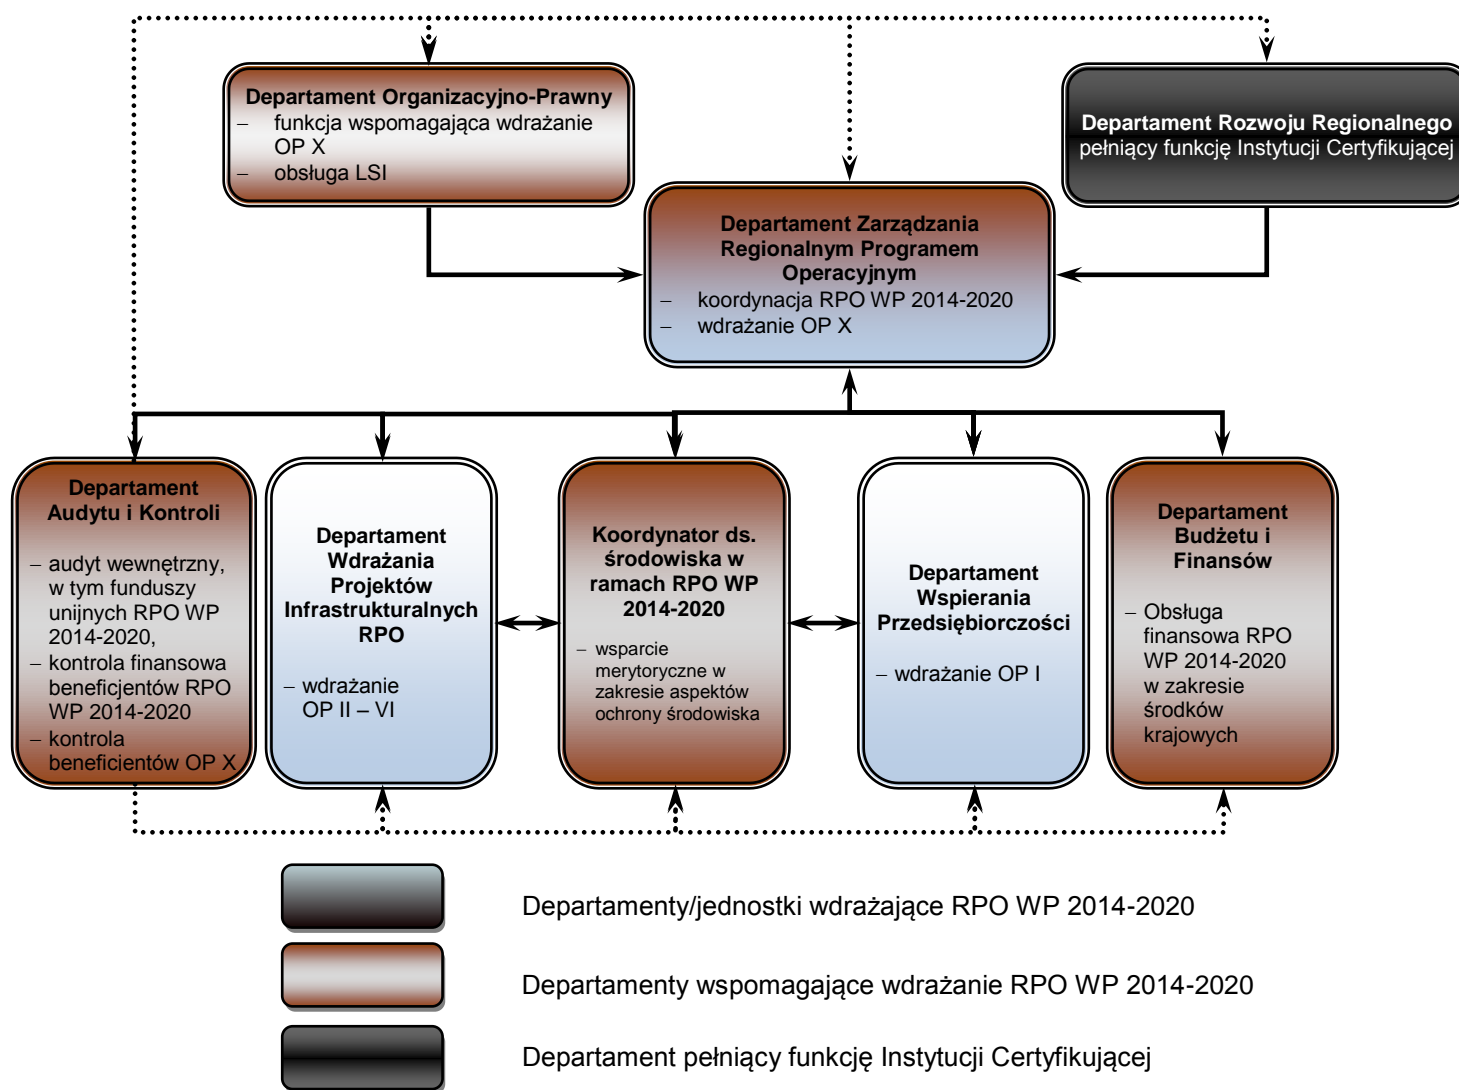 Departament Organizacyjno-Prawny
– funkcja wspomagająca wdrażanie
OP X
– obsługa LSI
Departament Rozwoju Regionalnego
pełniący funkcję Instytucji Certyfikującej
Departament Zarządzania
Regionalnym Programem
Operacyjnym
– koordynacja RPO WP 2014-2020
– wdrażanie OP X
Departament
Audytu i Kontroli
– audyt wewnętrzny,
w tym funduszy
unijnych RPO WP
2014-2020,
– kontrola finansowa
beneficjentów RPO
WP 2014-2020
– kontrola
beneficientów OP X
Departament
Wdrażania
Projektów
Infrastrukturalnych
RPO
– wdrażanie
OP II – VI
Koordynator ds.
środowiska w
ramach RPO WP
2014-2020
– wsparcie
merytoryczne w
zakresie aspektów
ochrony środowiska
Departament
Wspierania
Przedsiębiorczości
– wdrażanie OP I
Departament
Budżetu i
Finansów
– Obsługa
finansowa RPO
WP 2014-2020
w zakresie
środków
krajowych
Departamenty/jednostki wdrażające RPO WP 2014-2020
Departamenty wspomagające wdrażanie RPO WP 2014-2020
Departament pełniący funkcję Instytucji Certyfikującej